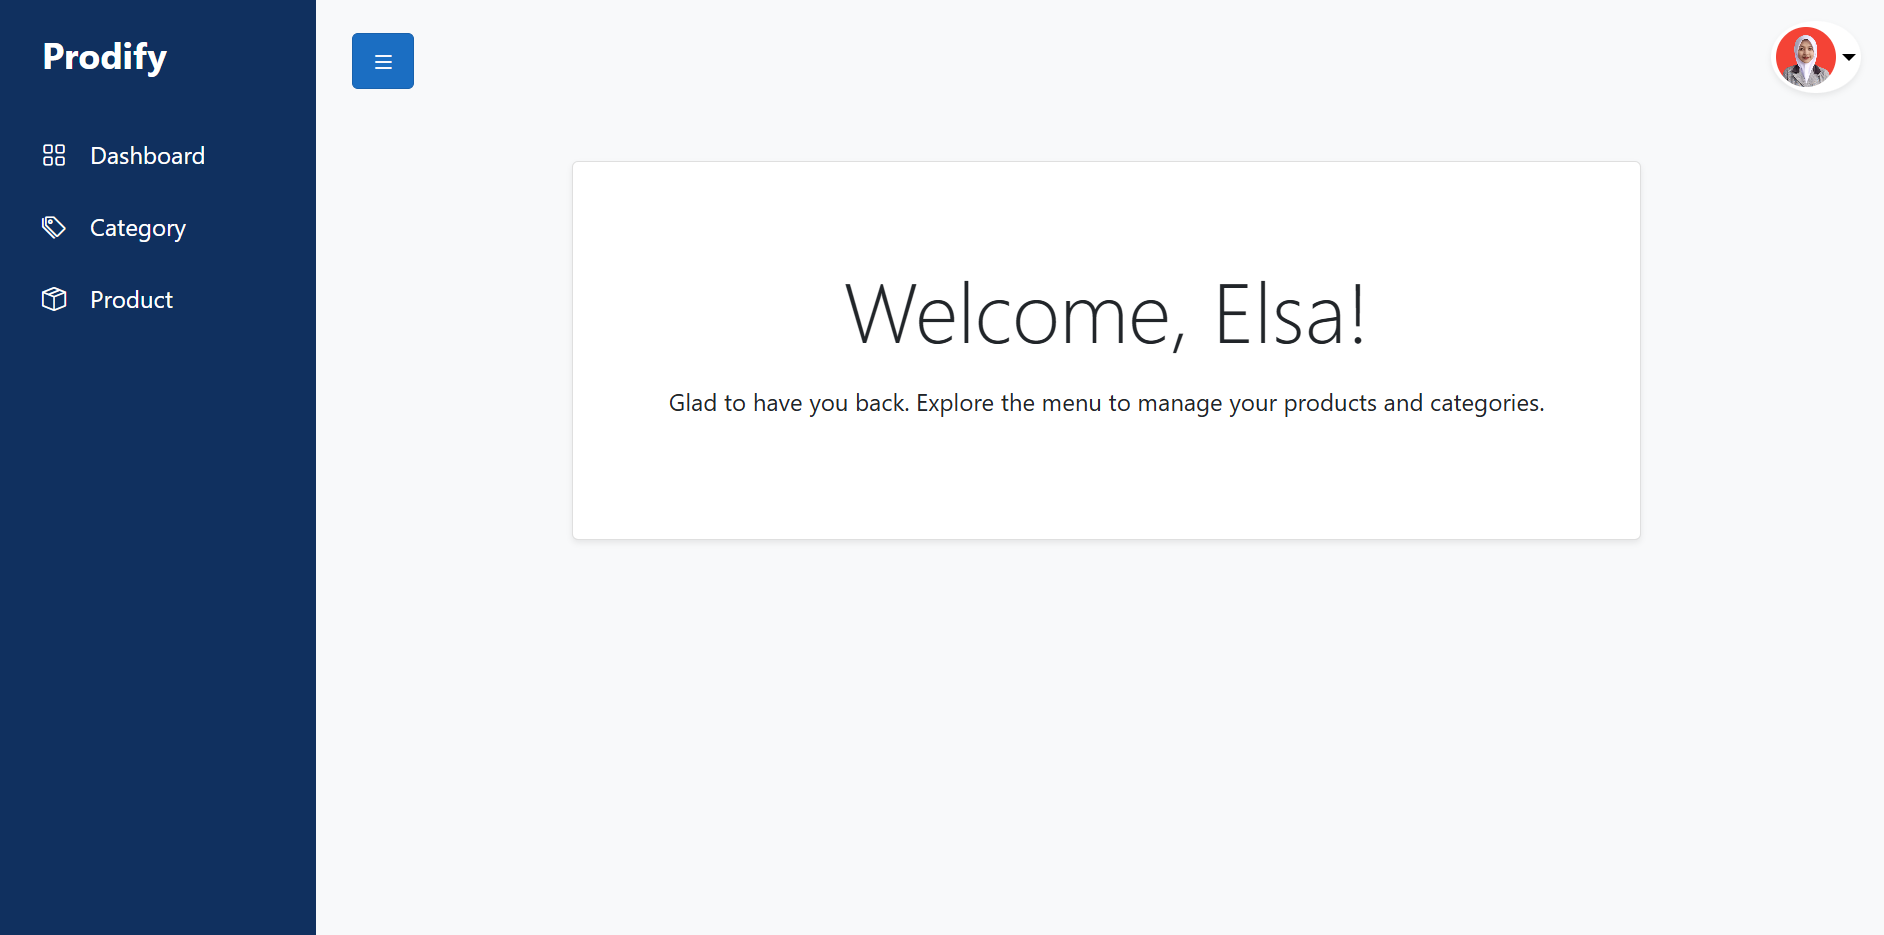 Prodify
Dashboard
Category
Product
Welcome, Elsa!
Glad to have you back. Explore the menu to manage your products and categories.